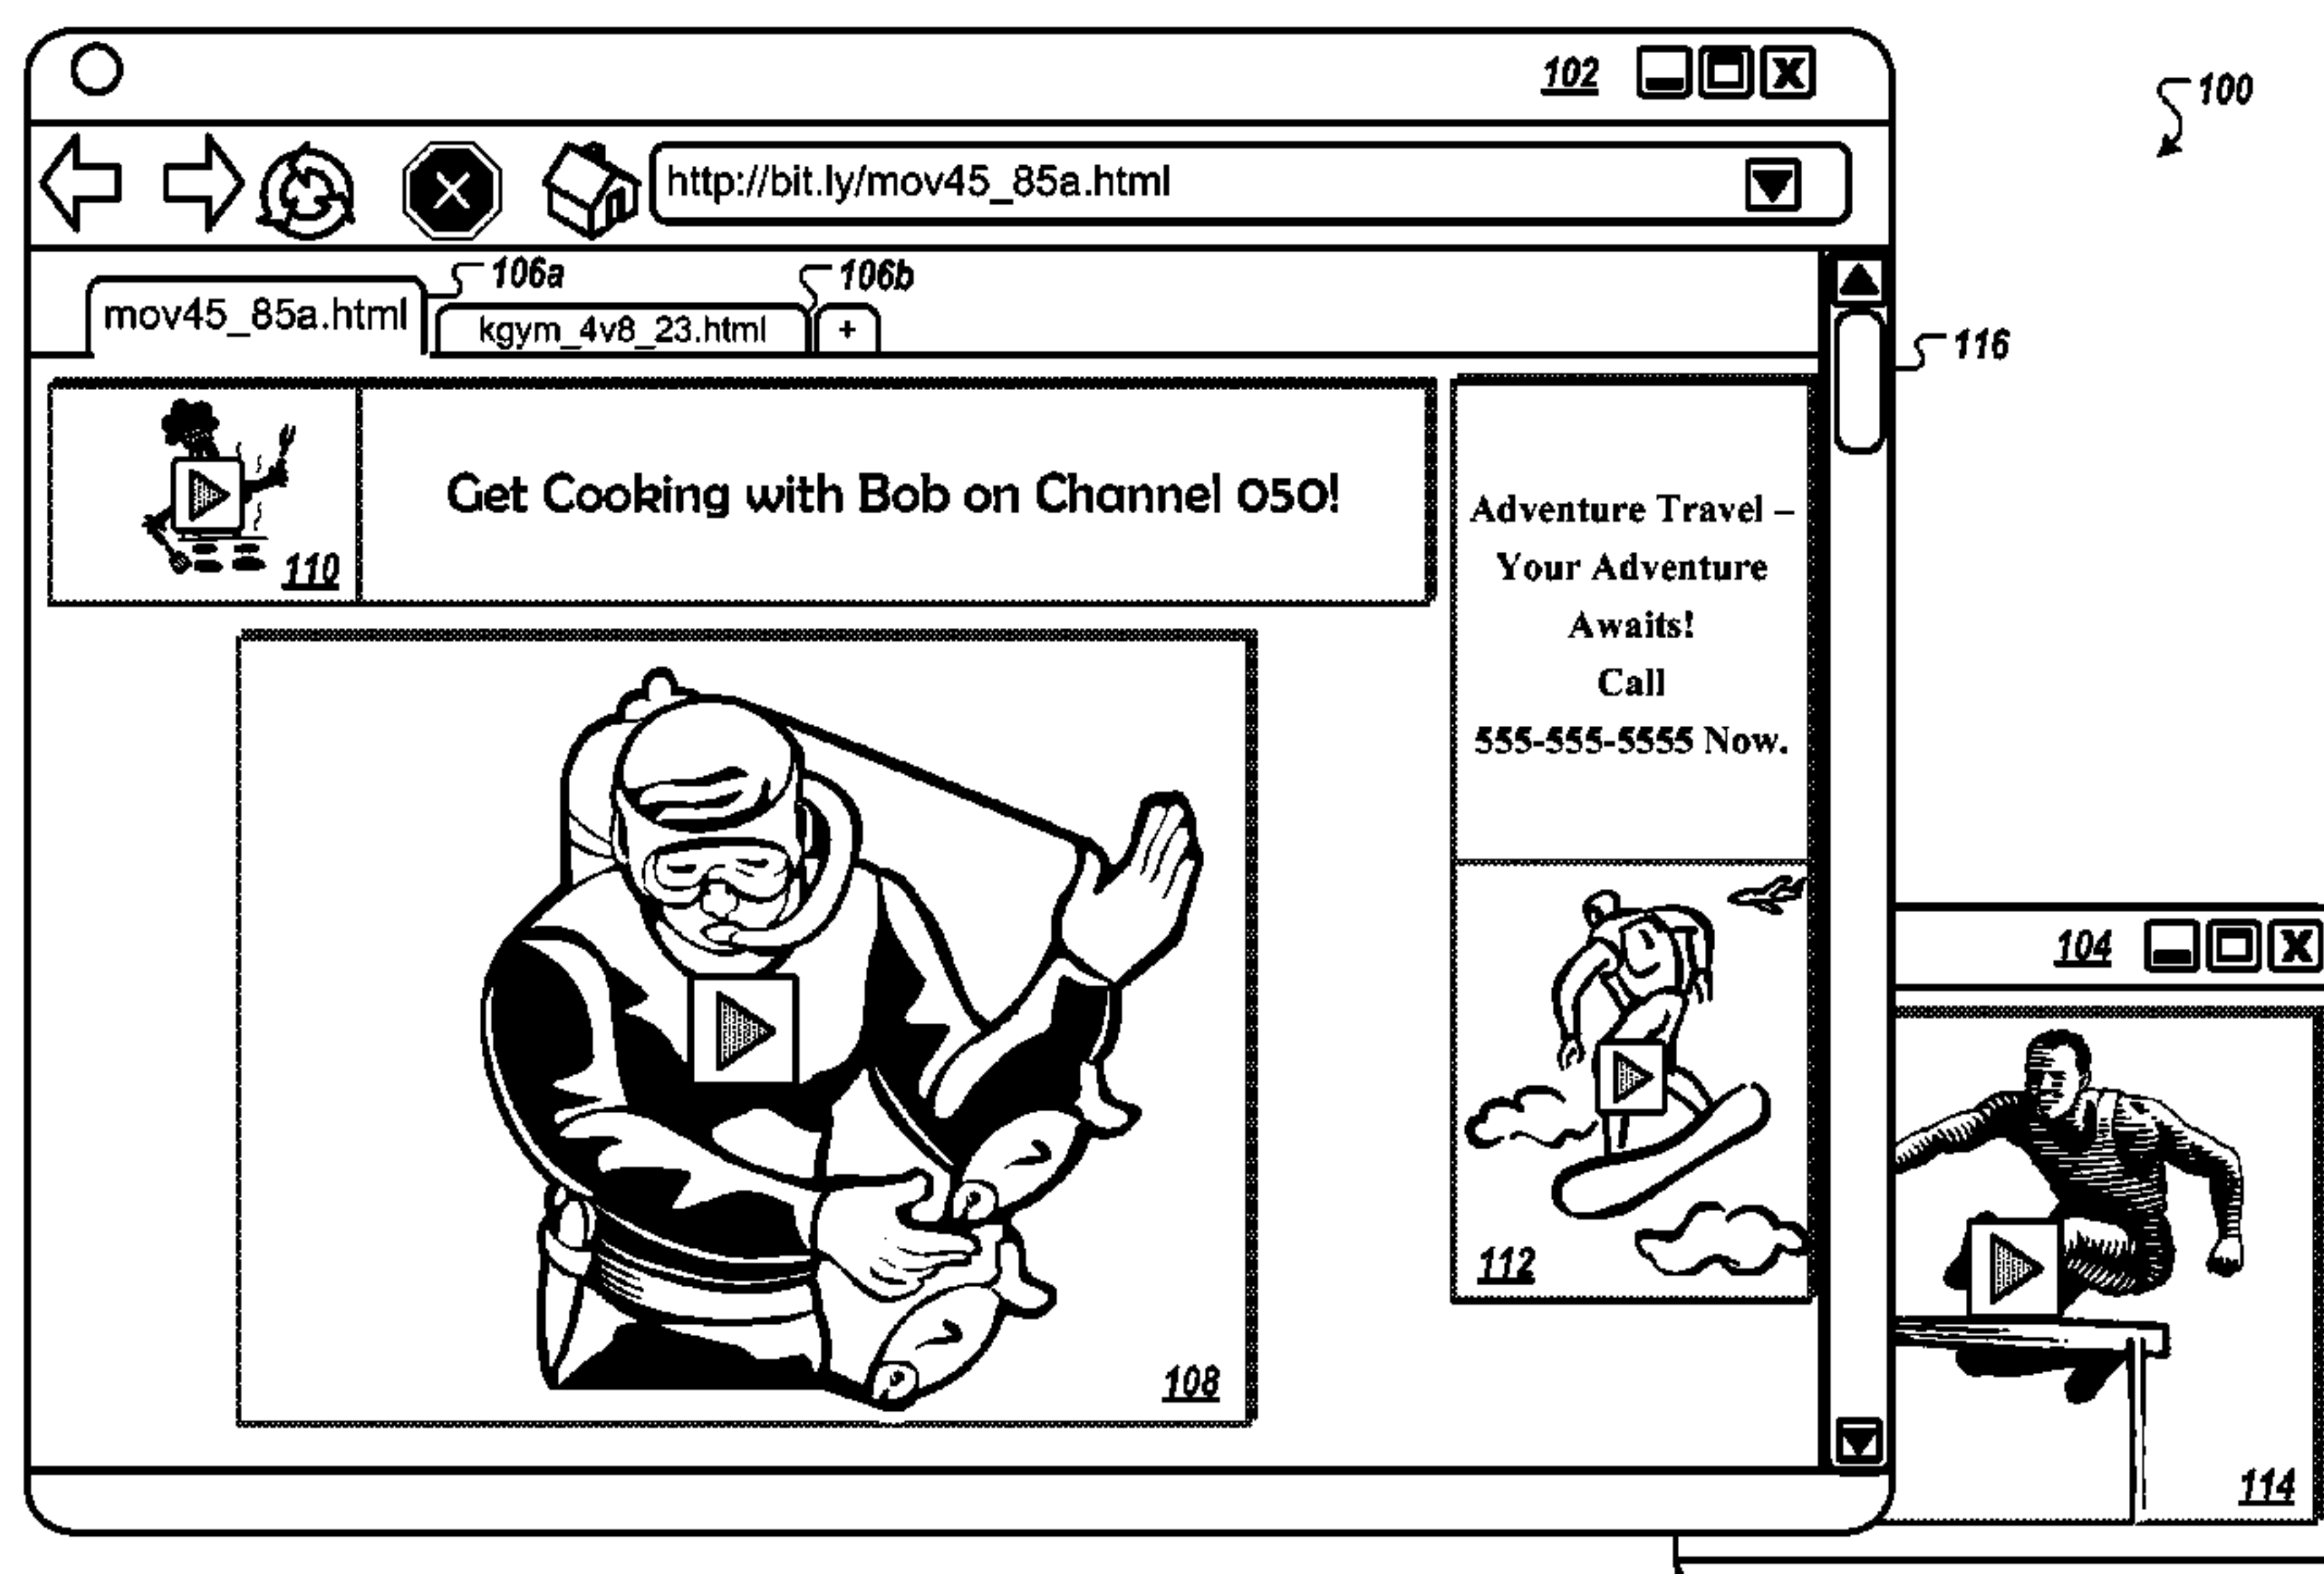 102
X
100
http://bit.ly/mov45_85a.html
106a
106b
mov45_85a.html
kgym_4v8_23.html
+
116
Get Cooking with Bob on Channel 050!
110
Adventure Travel –
Your Adventure
Awaits!
Call
555-555-5555 Now.
104
X
112
108
114